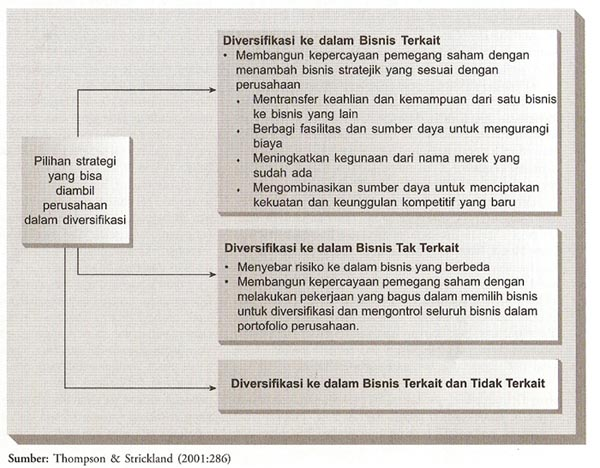 Pilihan strategi
yang bisa
diambil
perusahaan
dalam diversifikasi
Diversifikasi ke dalam Bisnis Terkait
• Membangun kepercayaan pemegang saham dengan
menambah bisnis stratejik yang sesuai dengan
perusahaan
• Mentransfer keahlian dan kemampuan dari satu bisnis
ke bisnis yang lain
• Berbagi fasilitas dan sumber daya untuk mengurangi
biaya
• Meningkatkan kegunaan dari nama merek yang
sudah ada
• Mengombinasikan sumber daya untuk menciptakan
kekuatan dan keunggulan kompetitif yang baru
Diversifikasi ke dalam Bisnis Tak Terkait
• Menyebar risiko ke dalam bisnis yang berbeda
• Membangun kepercayaan pemegang saham dengan
melakukan pekerjaan yang bagus dalam memilih bisnis
untuk diversifikasi dan mengontrol seluruh bisnis dalam
portofolio perusahaan.
Diversifikasi ke dalam Bisnis Terkait dan Tidak Terkait
Sumber: Thompson & Strickland (2001:286)